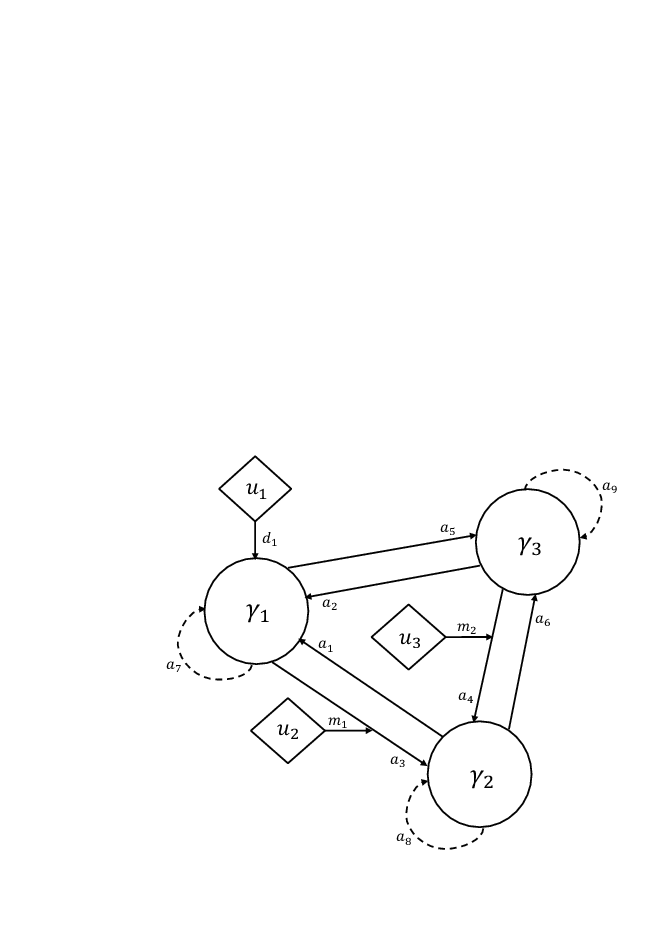 u₁
a₉
d₁
a₅
γ₃
a₂
γ₁
a₆
m₂
u₃
a₁
a₇
a₄
m₁
u₂
a₃
γ₂
a₈